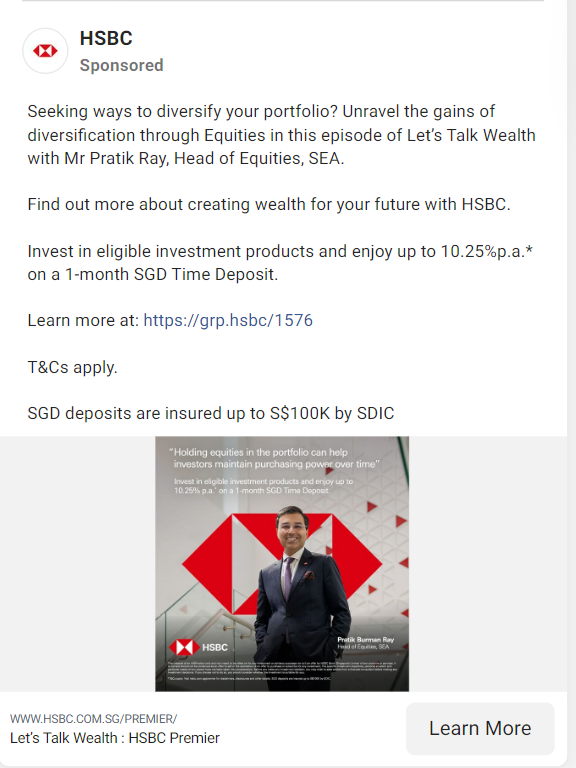 HSBC
Sponsored
Seeking ways to diversify your portfolio? Unravel the gains of
diversification through Equities in this episode of Let’s Talk Wealth
with Mr Pratik Ray, Head of Equities, SEA.
Find out more about creating wealth for your future with HSBC.
Invest in eligible investment products and enjoy up to 10.25%p.a.*
on a 1-month SGD Time Deposit.
Learn more at: https://grp.hsbc/1576
T&Cs apply.
SGD deposits are insured up to S$100K by SDIC
“Holding equities in the portfolio can help
investors maintain purchasing power over time”
Invest in eligible investment products and enjoy up to
10.25% p.a.* on a 1-month SGD Time Deposit.
HSBC
Pratik Burman Ray
Head of Equities, SEA
WWW.HSBC.COM.SG/PREMIER/
Let’s Talk Wealth : HSBC Premier
Learn More